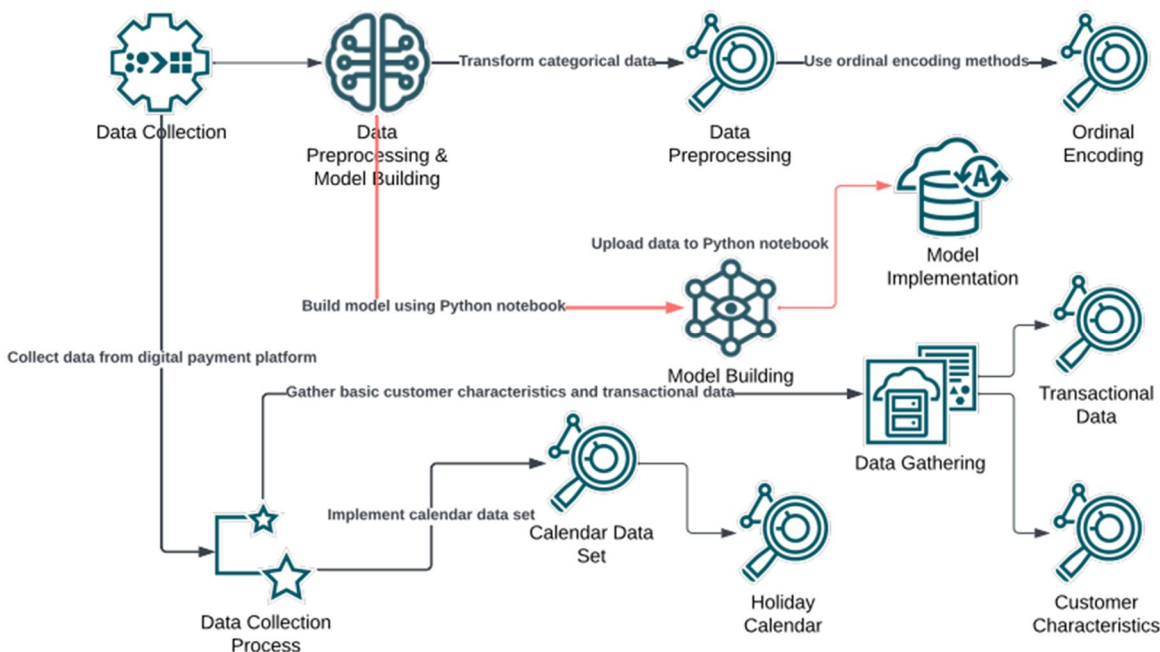 Transform categorical data
Use ordinal encoding methods
Data Collection
Data
Preprocessing &
Model Building
Data
Preprocessing
Ordinal
Encoding
A
Upload data to Python notebook
Model
Implementation
Build model using Python notebook
Model Building
Collect data from digital payment platform
Gather basic customer characteristics and transactional data
Transactional
Data
Data Gathering
Implement calendar data set
Calendar Data
Set
Holiday
Calendar
Customer
Characteristics
Data Collection
Process